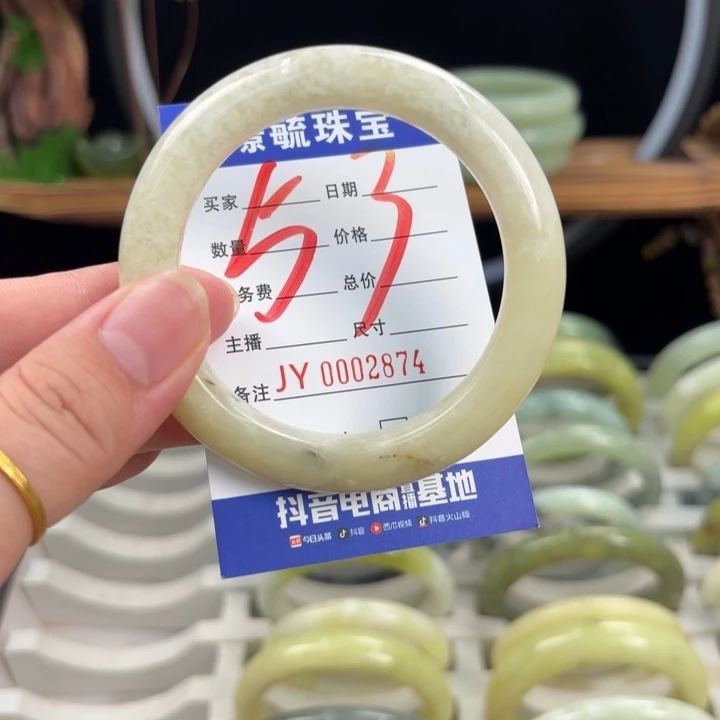 景毓珠宝
53
买家 日期
数量 价格
务费 总价
主播 尺寸
备注 JY 0002874
抖音电商直播基地
今日头条 抖音 西瓜视频 抖音火山版